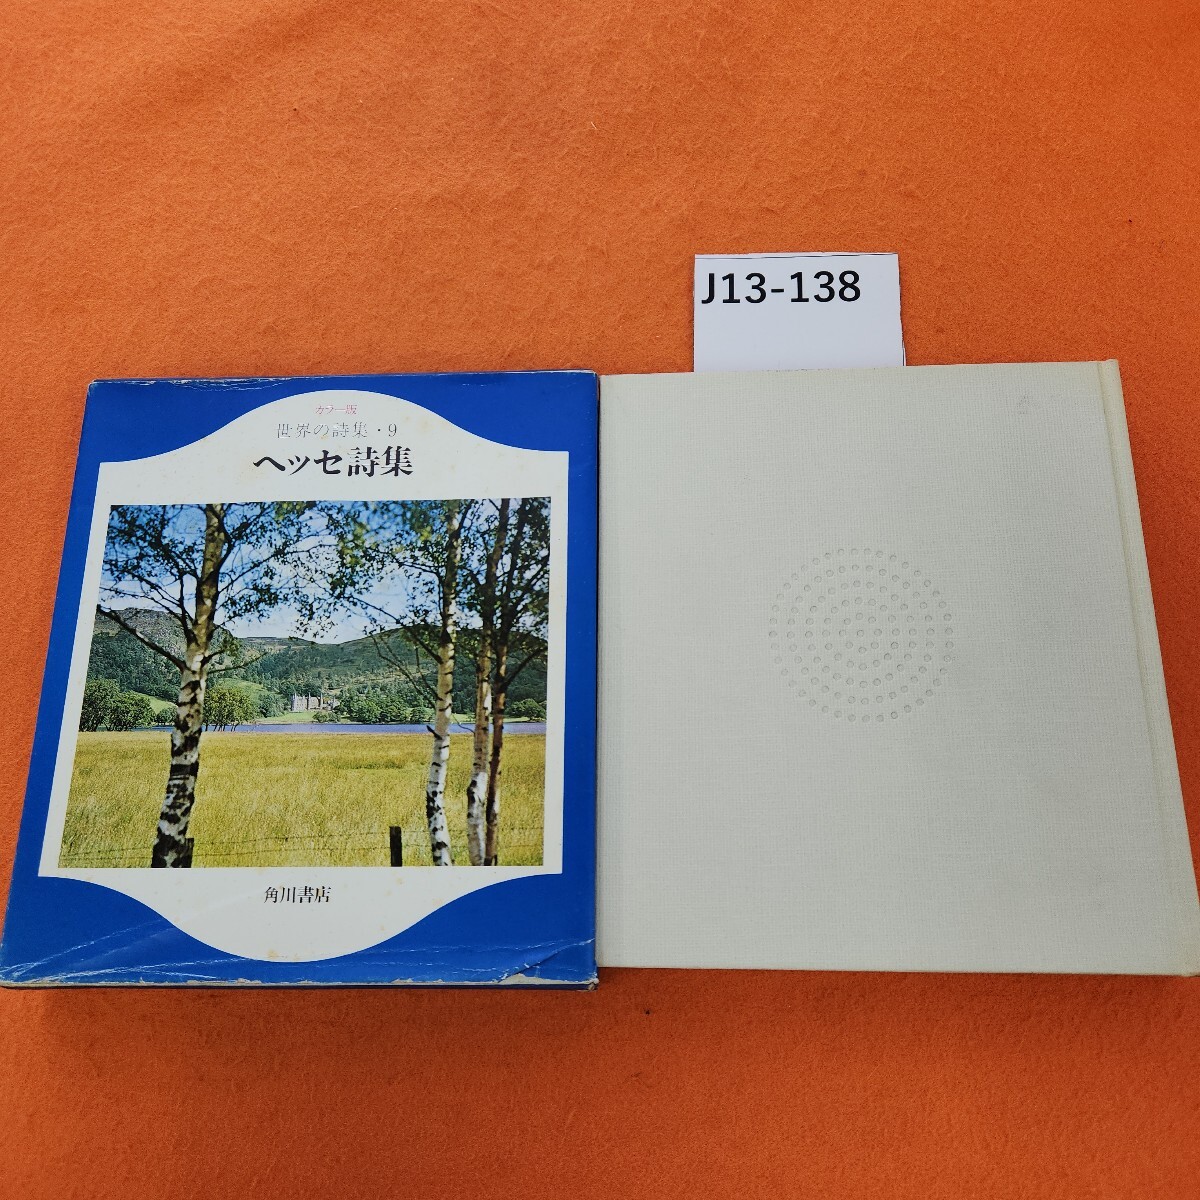 J13-138
カラー版
世界の詩集・9
ヘッセ詩集
角川書店